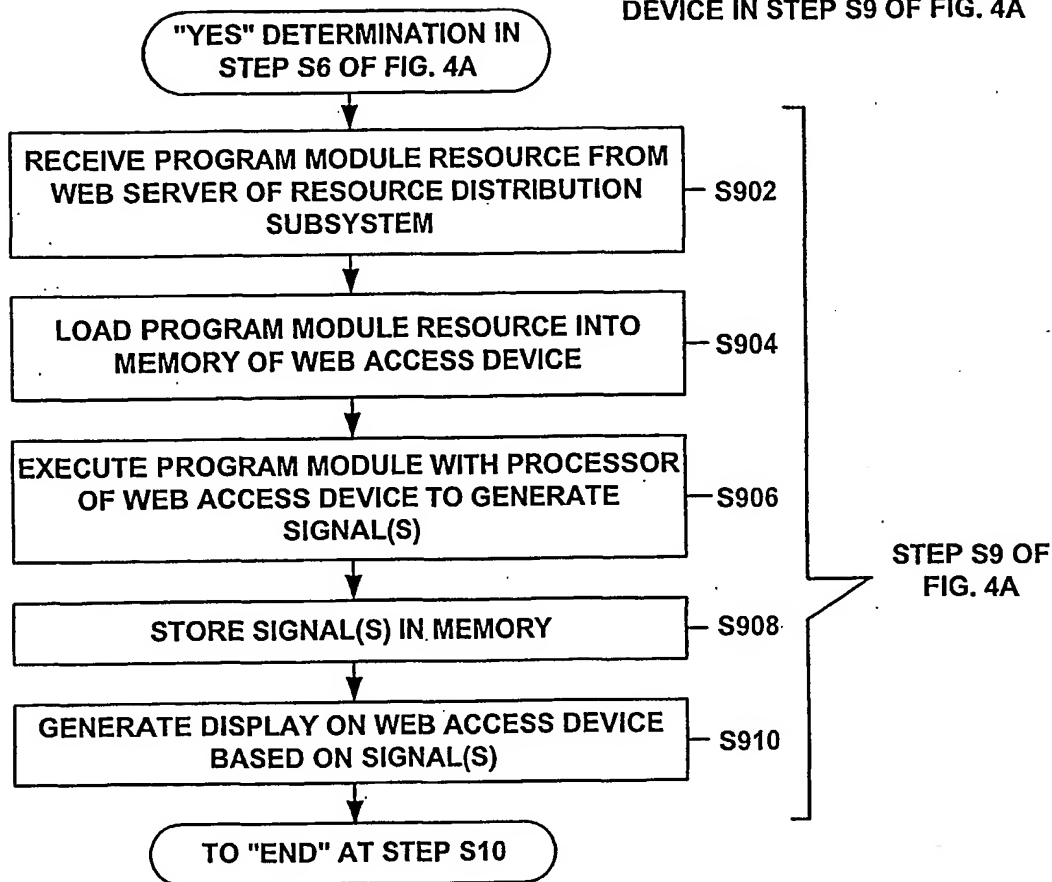 DEVICE IN STEP S9 OF FIG. 4A
"YES" DETERMINATION IN
STEP S6 OF FIG. 4A
RECEIVE PROGRAM MODULE RESOURCE FROM
WEB SERVER OF RESOURCE DISTRIBUTION
SUBSYSTEM
S902
LOAD PROGRAM MODULE RESOURCE INTO
MEMORY OF WEB ACCESS DEVICE
S904
EXECUTE PROGRAM MODULE WITH PROCESSOR
OF WEB ACCESS DEVICE TO GENERATE
SIGNAL(S)
S906
STORE SIGNAL(S) IN MEMORY
S908
GENERATE DISPLAY ON WEB ACCESS DEVICE
BASED ON SIGNAL(S)
S910
TO "END" AT STEP S10
STEP S9 OF
FIG. 4A